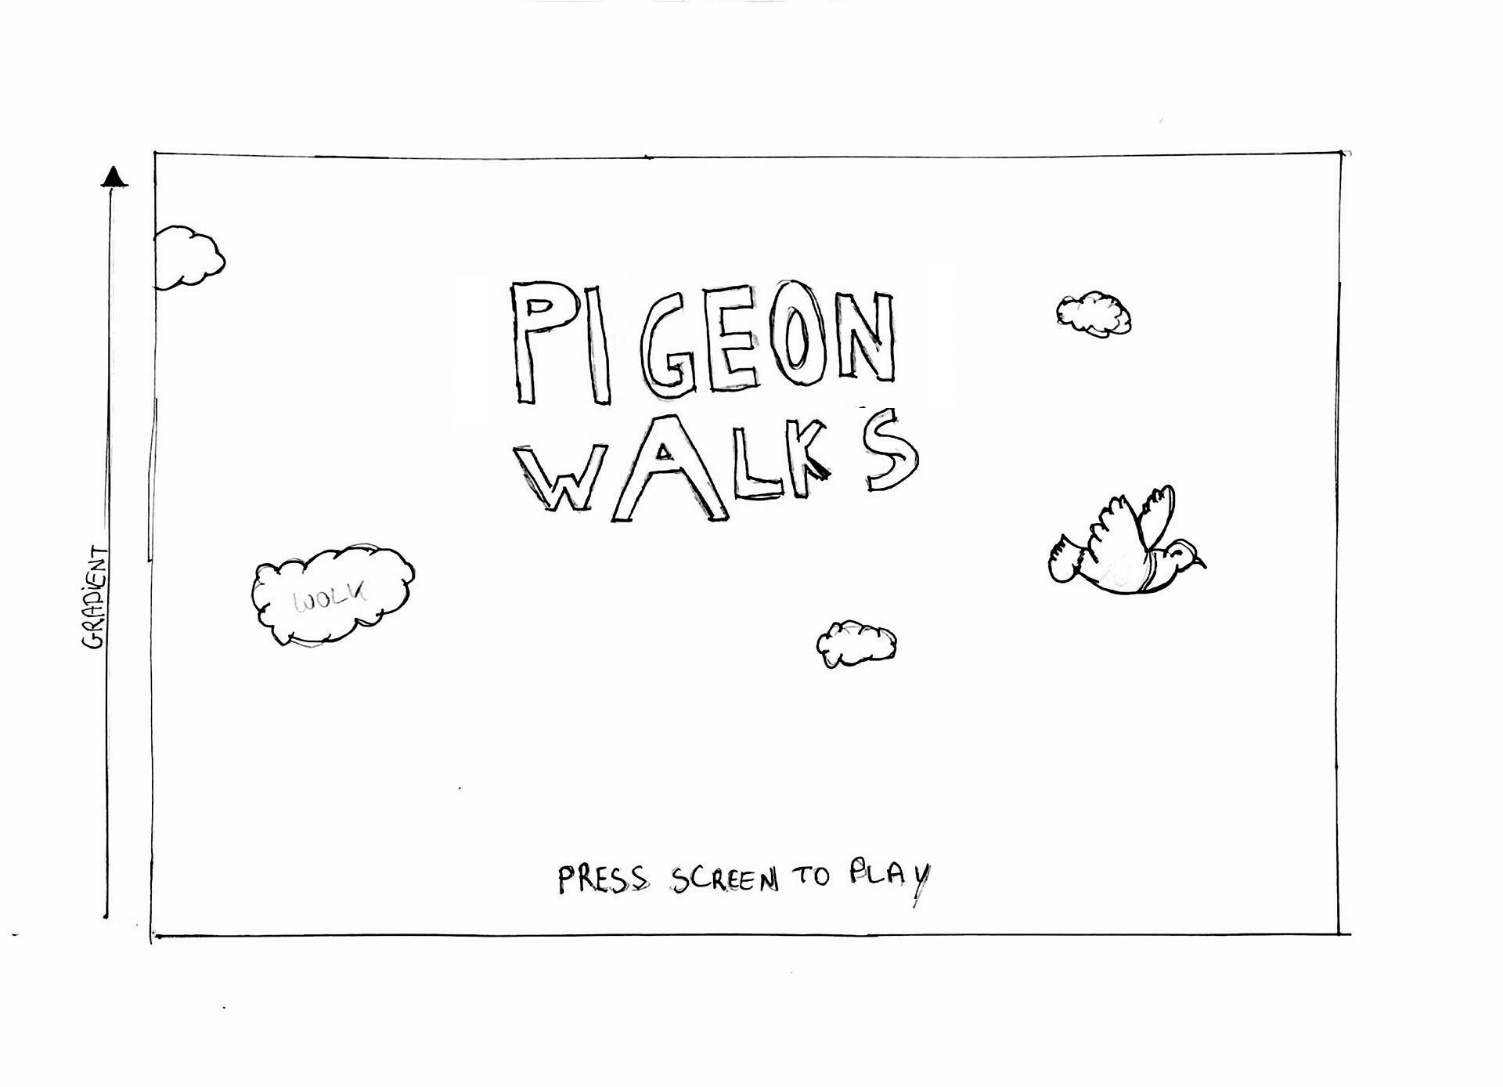 PIGEON
WALKS
GRADIENT
WOLK
PRESS SCREEN TO PLAY